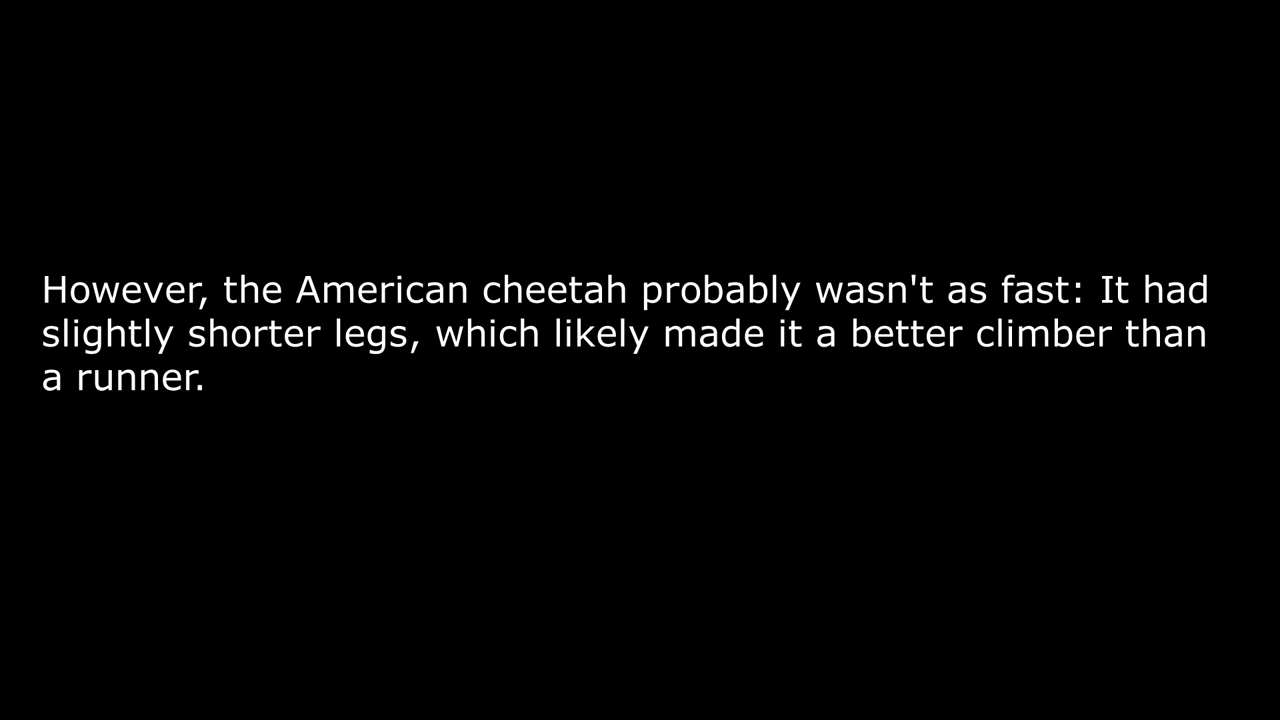 However, the American cheetah probably wasn't as fast: It had
slightly shorter legs, which likely made it a better climber than
a runner.